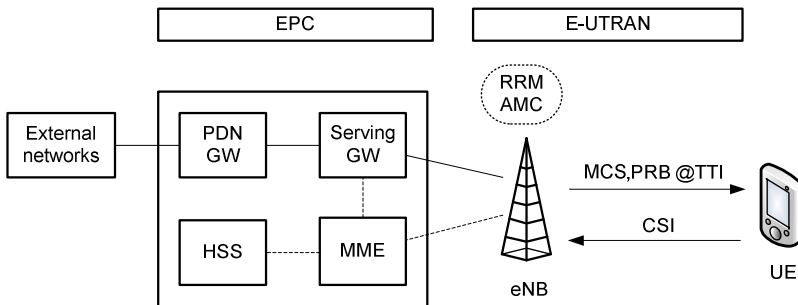 EPC
E-UTRAN
RRM
AMC
External
networks
PDN
GW
Serving
GW
MCS,PRB @TTI
HSS
MME
CSI
eNB
UE